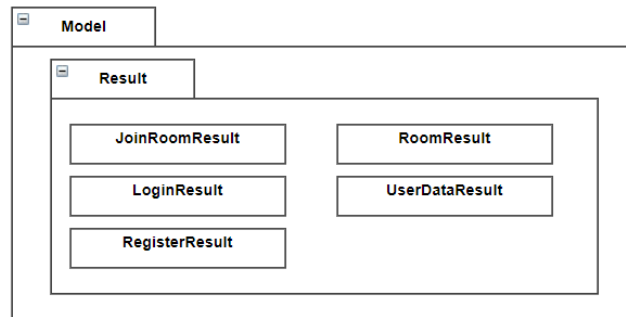 Model
Result
JoinRoomResult
RoomResult
LoginResult
UserDataResult
RegisterResult